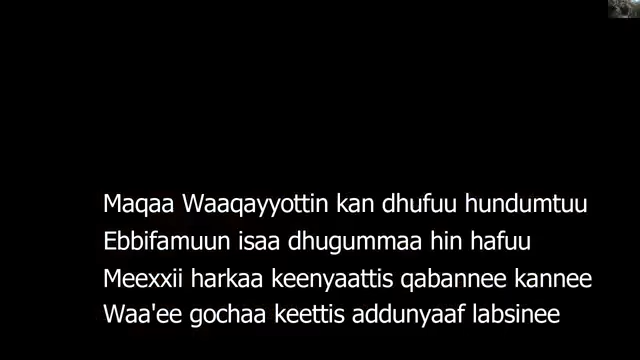 Maqaa Waaqayyottin kan dhufuu hundumtuu
Ebbifamuun isaa dhugummaa hin hafuu
Meexxii harkaa keenyaattis qabannee kannee
Waa'ee gochaa keettis addunyaaf labsinee